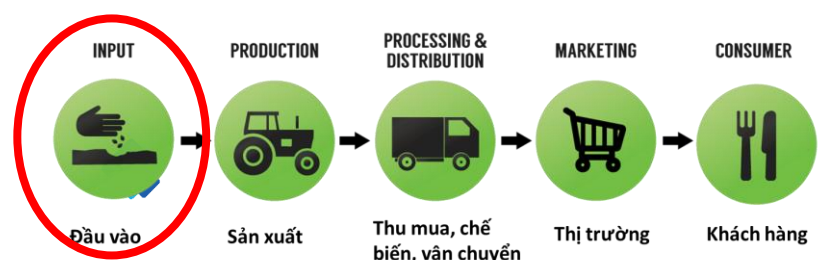 INPUT
PRODUCTION
PROCESSING &
DISTRIBUTION
MARKETING
CONSUMER
Đầu vào
Sản xuất
Thu mua, chế
biến, vận chuyển
Thị trường
Khách hàng